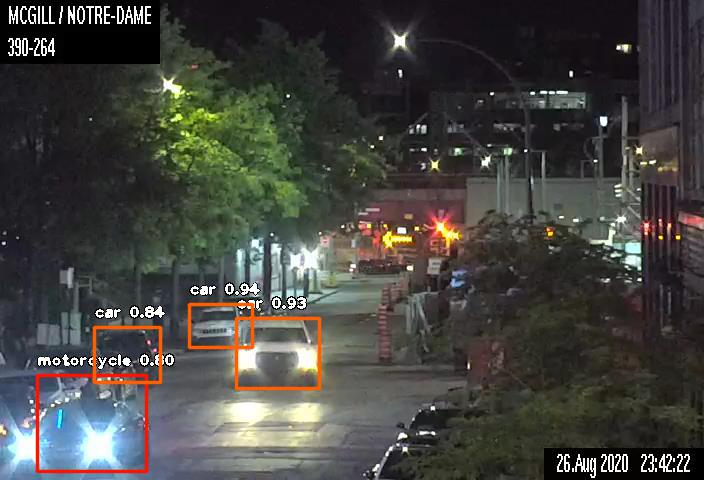 MCGILL / NOTRE-DAME
390-264
car 0.94
car 0.93
car 0.84
motorcycle 0.80
26.Aug 2020 23:42:22